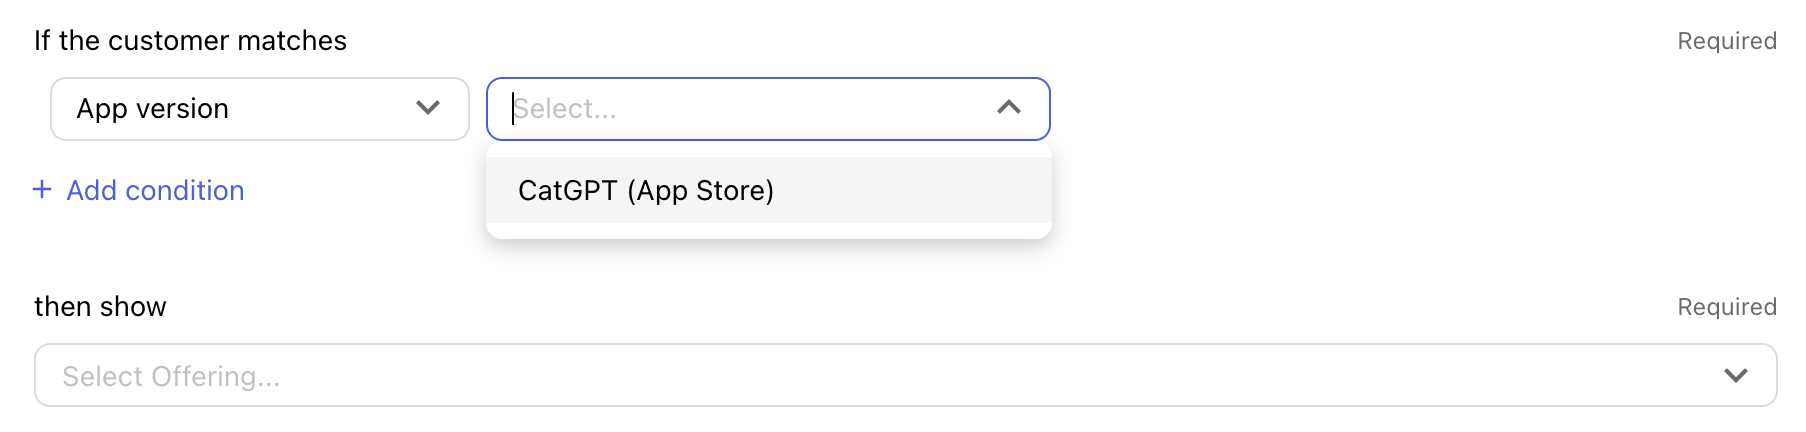 If the customer matches
Required
App version
Select...
+ Add condition
CatGPT (App Store)
then show
Required
Select Offering...